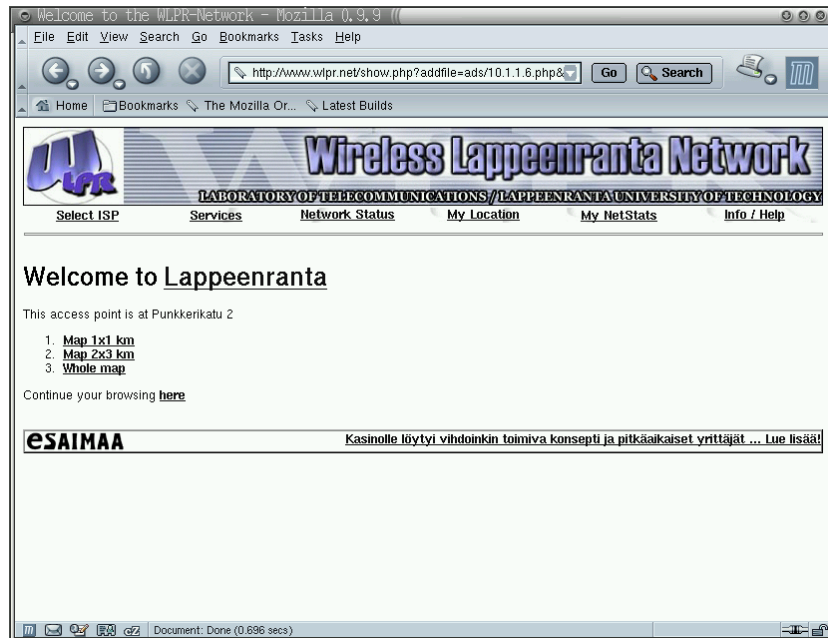 Welcome to the WLPR-Network - Mozilla 0.9.9
File Edit View Search Go Bookmarks Tasks Help
http://www.wlpr.net/show.php?addfile=ads/10.1.1.6.php& Go Search
Home Bookmarks The Mozilla Or... Latest Builds
WLPR Wireless Lappeenranta Network
LABORATORY OF TELECOMMUNICATIONS / LAPPEENRANTA UNIVERSITY OF TECHNOLOGY
Select ISP Services Network Status My Location My NetStats Info / Help
Welcome to Lappeenranta
This access point is at Punkkerikatu 2
1. Map 1x1 km
2. Map 2x3 km
3. Whole map
Continue your browsing here
eSAIMAA Kasinolle löytyi vihdoinkin toimiva konsepti ja pitkäaikaiset yrittäjät ... Lue lisää!
Document: Done (0.696 secs)